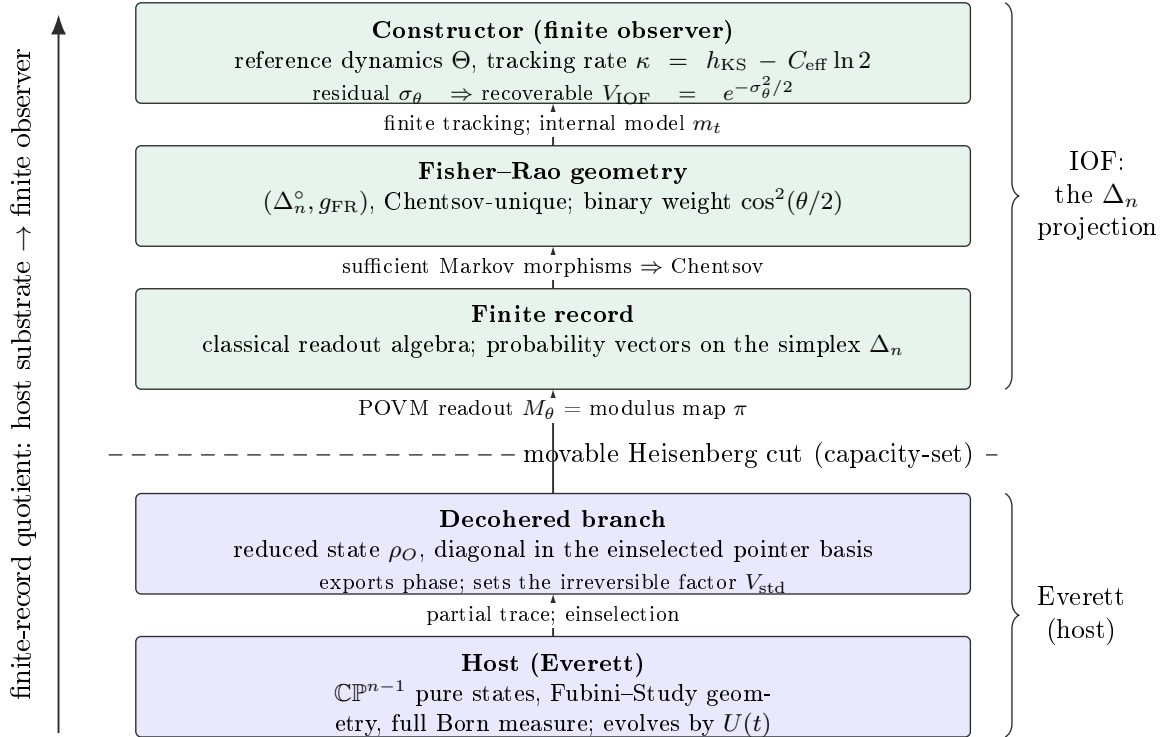 Constructor (finite observer)
reference dynamics Θ, tracking rate κ = h_KS − C_eff ln 2
residual σ_θ ⇒ recoverable V_IOF = e^{−σ_θ^2/2}
finite tracking; internal model m_t
Fisher–Rao geometry
(Δ_n^∘, g_FR), Chentsov-unique; binary weight cos^2(θ/2)
sufficient Markov morphisms ⇒ Chentsov
Finite record
classical readout algebra; probability vectors on the simplex Δ_n
POVM readout M_θ = modulus map π
movable Heisenberg cut (capacity-set)
Decohered branch
reduced state ρ_O, diagonal in the einselected pointer basis
exports phase; sets the irreversible factor V_std
partial trace; einselection
Host (Everett)
ℂℙ^{n−1} pure states, Fubini–Study geom-
etry, full Born measure; evolves by U(t)
finite-record quotient: host substrate → finite observer
IOF:
the Δ_n
projection
Everett
(host)